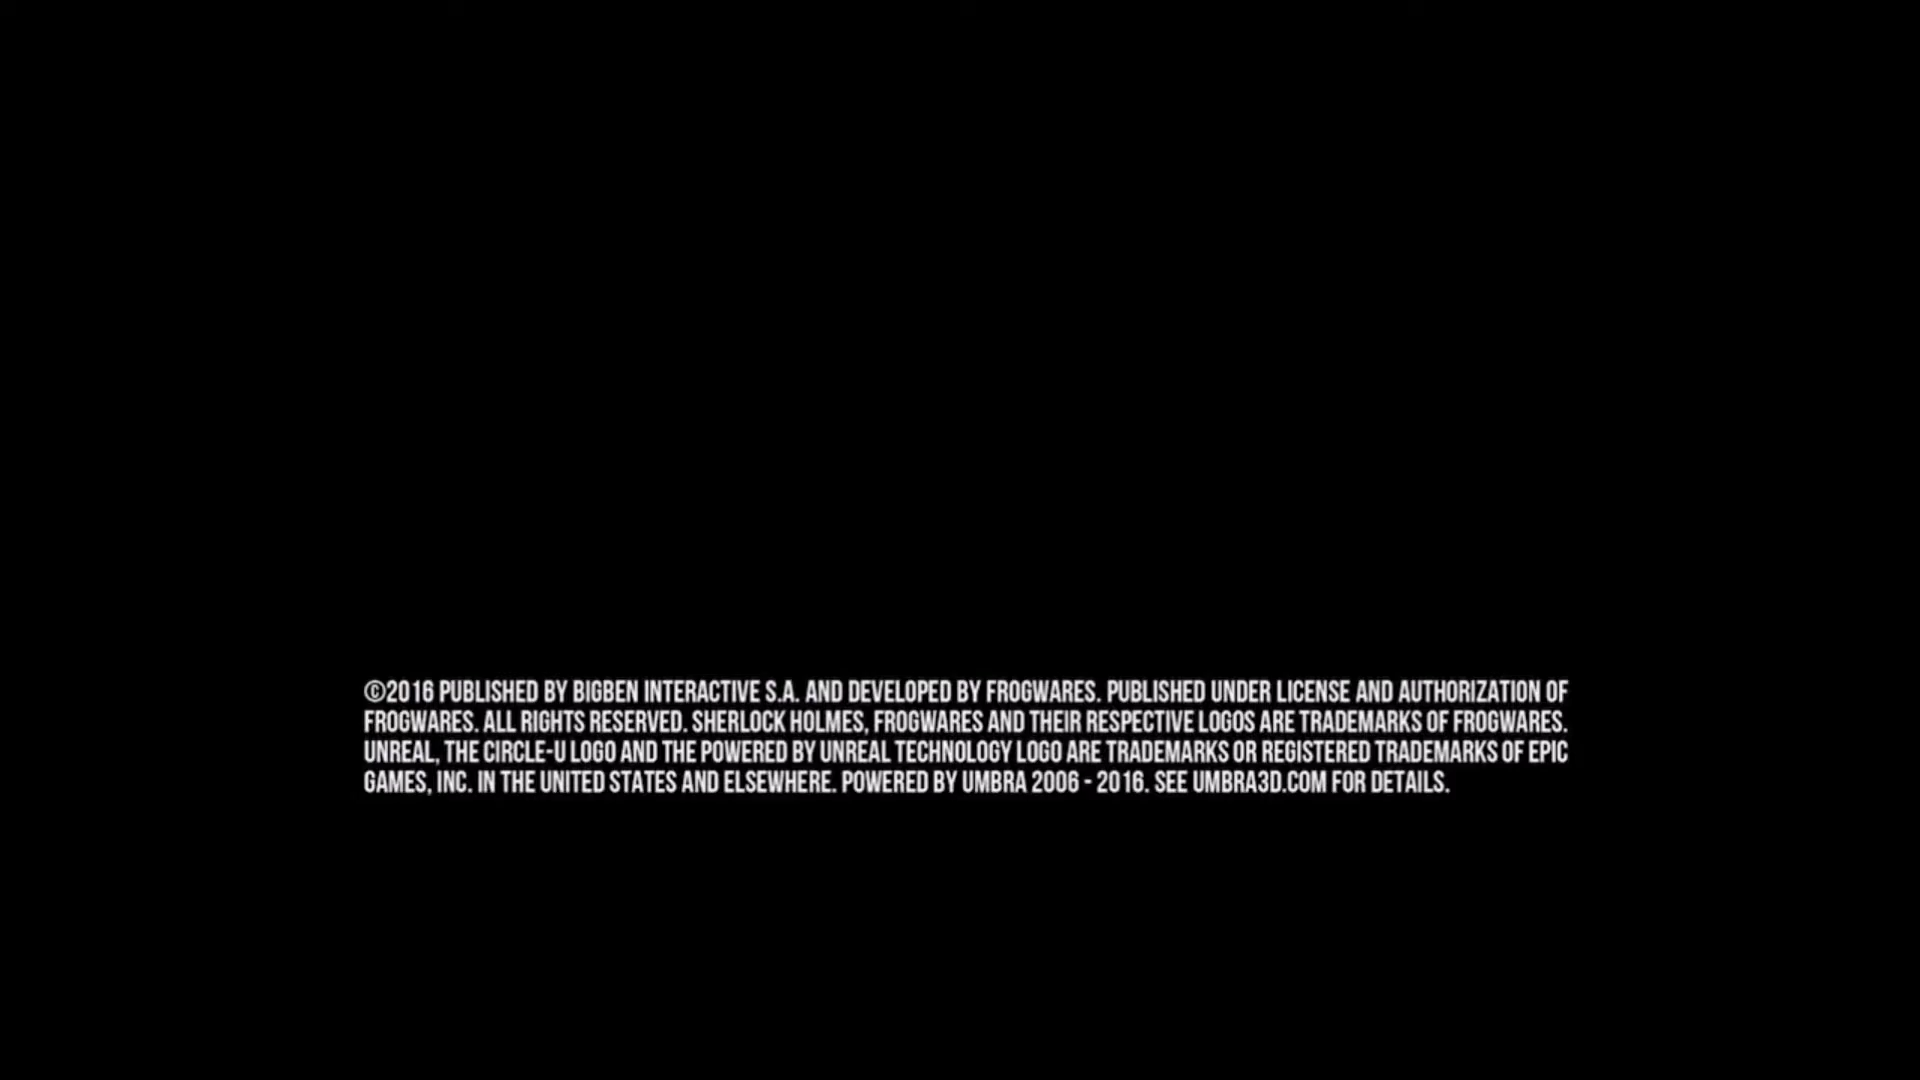 ©2016 PUBLISHED BY BIGBEN INTERACTIVE S.A. AND DEVELOPED BY FROGWARES. PUBLISHED UNDER LICENSE AND AUTHORIZATION OF
FROGWARES. ALL RIGHTS RESERVED. SHERLOCK HOLMES, FROGWARES AND THEIR RESPECTIVE LOGOS ARE TRADEMARKS OF FROGWARES.
UNREAL, THE CIRCLE-U LOGO AND THE POWERED BY UNREAL TECHNOLOGY LOGO ARE TRADEMARKS OR REGISTERED TRADEMARKS OF EPIC
GAMES, INC. IN THE UNITED STATES AND ELSEWHERE. POWERED BY UMBRA 2006 - 2016. SEE UMBRA3D.COM FOR DETAILS.